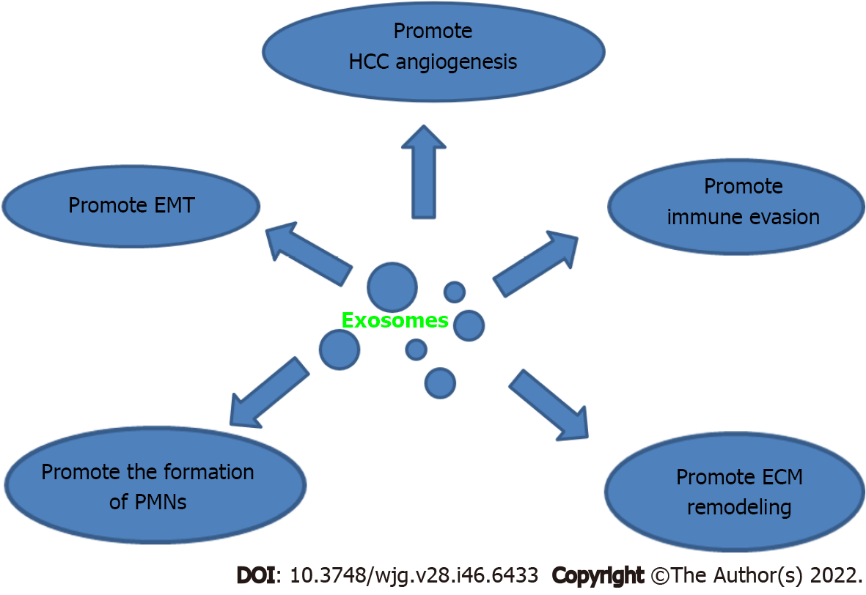 Promote
HCC angiogenesis
Promote EMT
Promote
immune evasion
Exosomes
Promote the formation
of PMNs
Promote ECM
remodeling
DOI: 10.3748/wjg.v28.i46.6433 Copyright ©The Author(s) 2022.